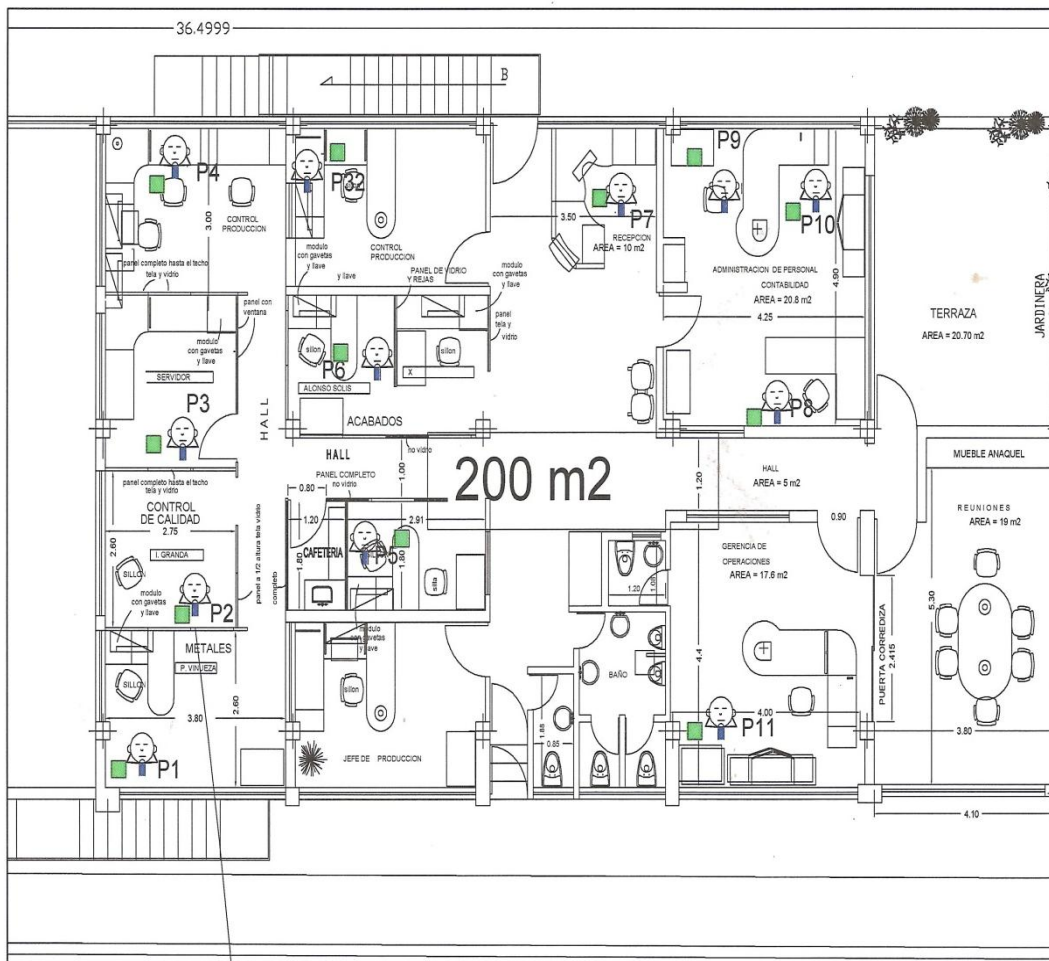 36.4999
B
P4
3.00
CONTROL
PRODUCCION
panel completo hasta el techo
tela y vidrio
P32
CONTROL
PRODUCCION
modulo
con gavetas
y llave
y llave
PANEL DE VIDRIO
Y REJAS
modulo
con gavetas
y llave
panel
tela y
vidrio
3.50
P7
RECEPCION
AREA = 10 m2
P9
P10
ADMINISTRACION DE PERSONAL
CONTABILIDAD
AREA = 20.8 m2
4.90
4.25
TERRAZA
AREA = 20.70 m2
JARDINERA
panel con
ventana
modulo
con gavetas
y llave
SERVIDOR
P3
HALL
sillon
P6
ALONSO SOLIS
sillon
X
ACABADOS
P8
no vidrio
HALL
PANEL COMPLETO
no vidrio
1.00
200 m2
1.20
HALL
AREA = 5 m2
MUEBLE ANAQUEL
panel completo hasta el techo
tela y vidrio
CONTROL
DE CALIDAD
2.75
2.60
I. GRANDA
SILLON
modulo
con gavetas
y llave
P2
panel a 1/2 altura tela vidrio
completo
0.80
1.20
1.80
CAFETERIA
2.91
P5
1.80
silla
1.20
1.08
GERENCIA DE
OPERACIONES
AREA = 17.6 m2
0.90
REUNIONES
AREA = 19 m2
5.30
PUERTA CORREDIZA
2.415
METALES
P. VINUEZA
SILLON
2.60
3.80
P1
modulo
con gavetas
y llave
sillon
JEFE DE PRODUCCION
BAÑO
1.88
0.85
4.4
4.00
P11
3.80
4.10